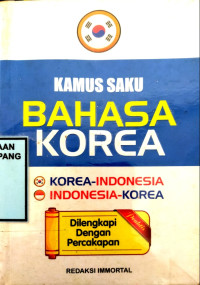 KAMUS SAKU
BAHASA
KOREA
KOREA-INDONESIA
INDONESIA-KOREA
Dilengkapi
Dengan
Percakapan
REDAKSI IMMORTAL
AAN
PANG